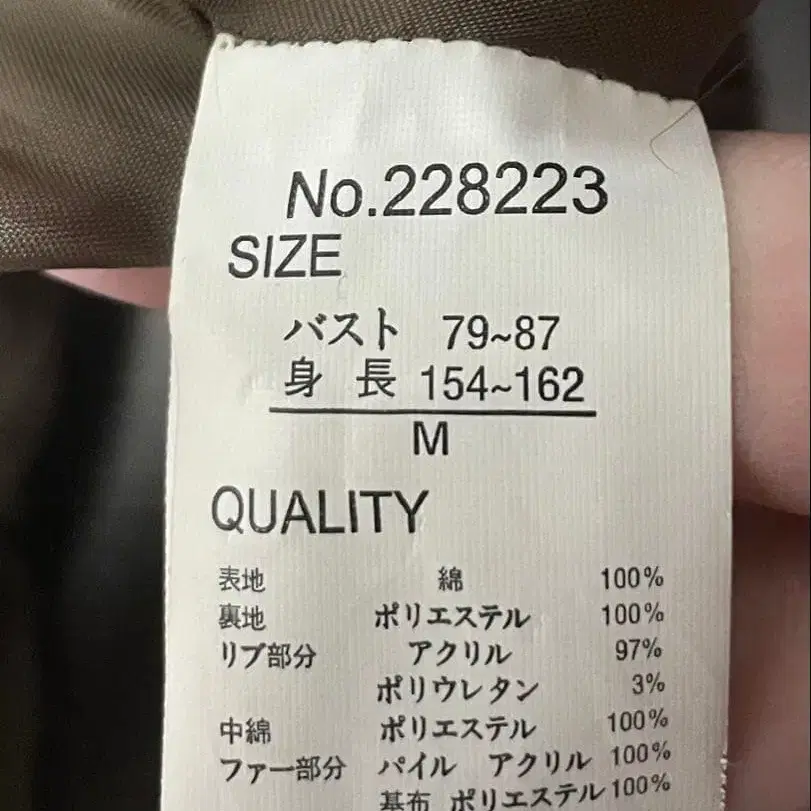 No.228223
SIZE
バスト 79~87
身 長 154~162
M
QUALITY
表地 綿 100%
裏地 ポリエステル 100%
リブ部分 アクリル 97%
ポリウレタン 3%
中綿 ポリエステル 100%
ファー部分 パイル アクリル 100%
基布 ポリエステル 100%